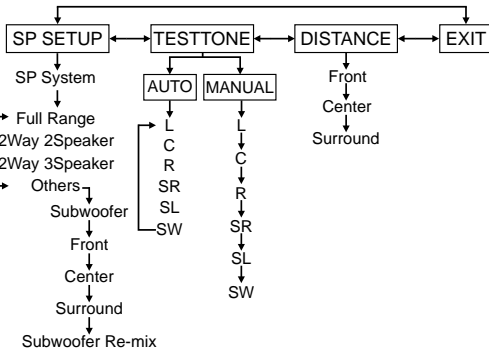 SP SETUP
TESTTONE
DISTANCE
EXIT
SP System
Full Range
2Way 2Speaker
2Way 3Speaker
Others
Subwoofer
Front
Center
Surround
Subwoofer Re-mix
AUTO
L
C
R
SR
SL
SW
MANUAL
L
C
R
SR
SL
SW
Front
Center
Surround